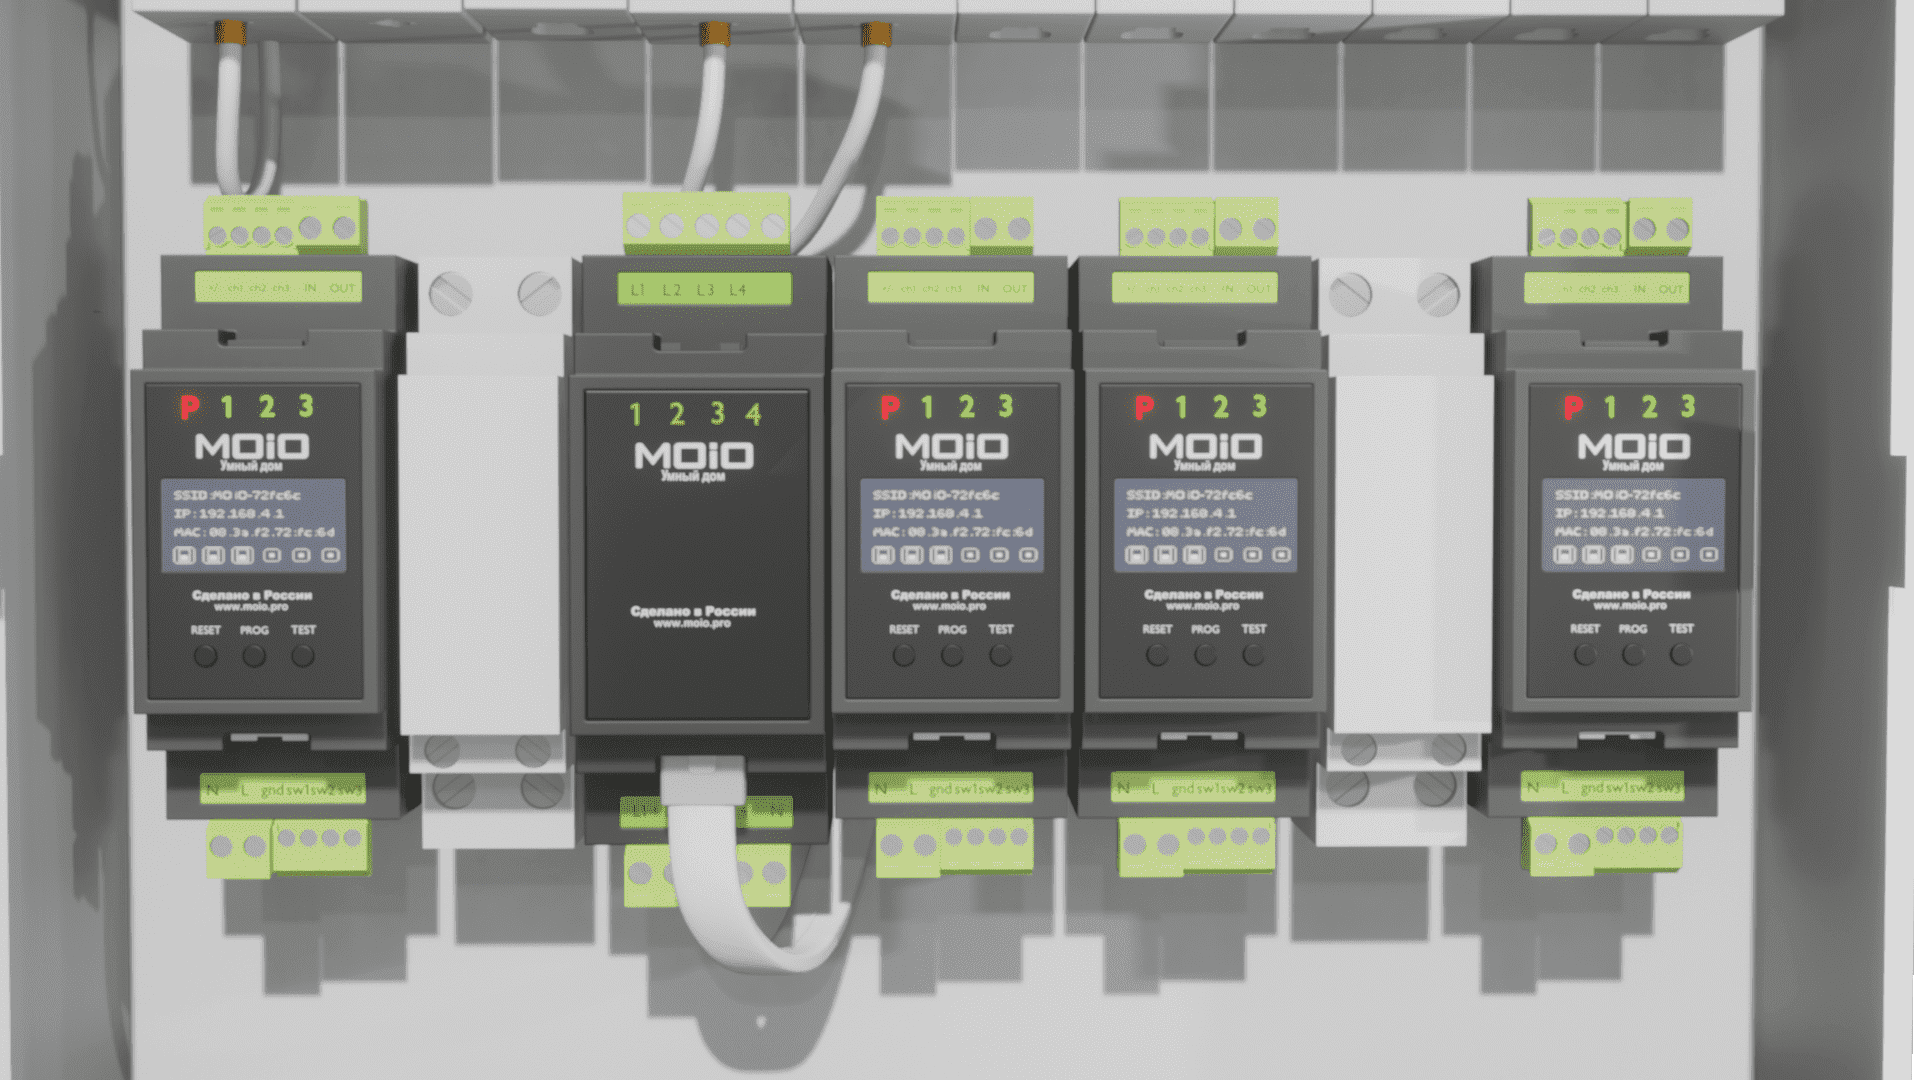 ch1 ch2 ch3 IN OUT
P 1 2 3
MOiO
Умный дом
SSID:MOiO-72fc6c
IP:192.168.4.1
MAC:08.3a.f2.72:fc:6d
Сделано в России
www.moio.pro
RESET PROG TEST
N L gnd sw1 sw2 sw3
L1 L2 L3 L4
1 2 3 4
MOiO
Умный дом
Сделано в России
www.moio.pro
ch1 ch2 ch3 IN OUT
P 1 2 3
MOiO
Умный дом
SSID:MOiO-72fc6c
IP:192.168.4.1
MAC:08.3a.f2.72:fc:6d
Сделано в России
www.moio.pro
RESET PROG TEST
N L gnd sw1 sw2 sw3
ch1 ch2 ch3 IN OUT
P 1 2 3
MOiO
Умный дом
SSID:MOiO-72fc6c
IP:192.168.4.1
MAC:08.3a.f2.72:fc:6d
Сделано в России
www.moio.pro
RESET PROG TEST
N L gnd sw1 sw2 sw3
ch1 ch2 ch3 IN OUT
P 1 2 3
MOiO
Умный дом
SSID:MOiO-72fc6c
IP:192.168.4.1
MAC:08.3a.f2.72:fc:6d
Сделано в России
www.moio.pro
RESET PROG TEST
N L gnd sw1 sw2 sw3